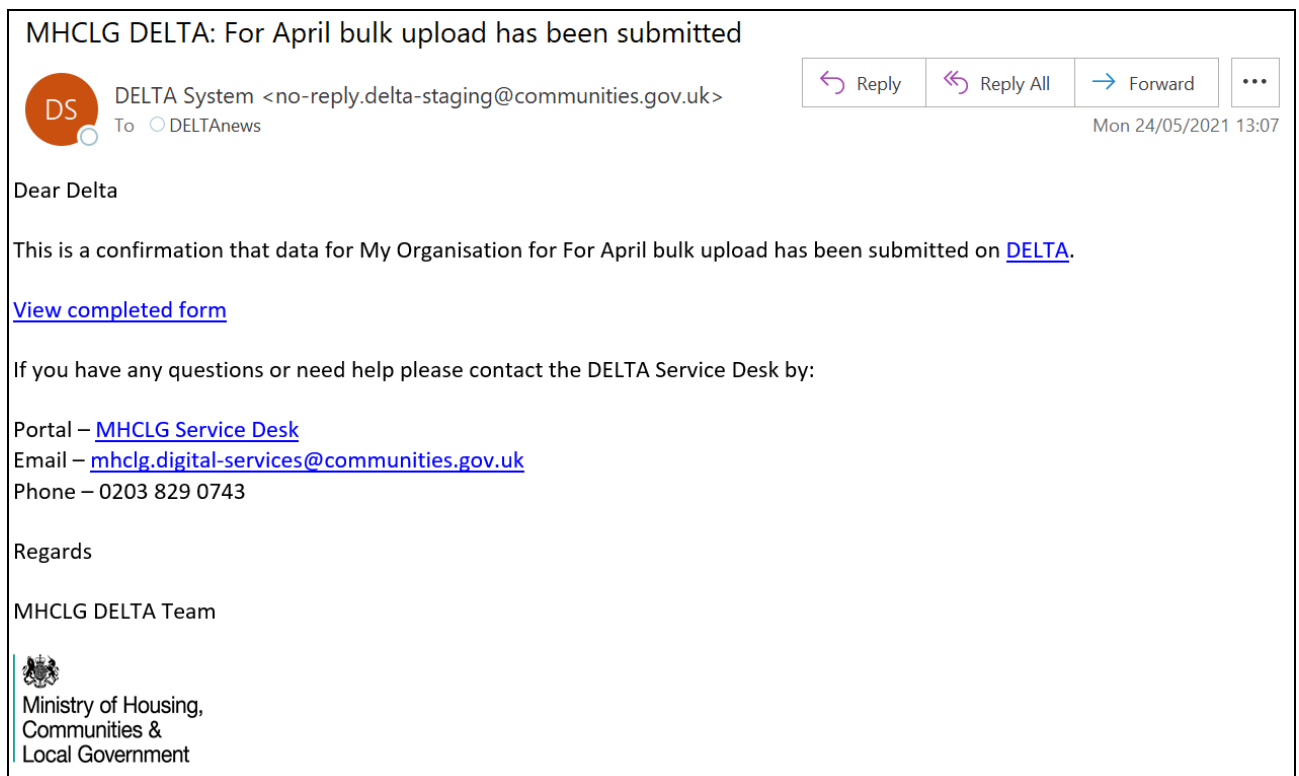 MHCLG DELTA: For April bulk upload has been submitted
DS
DELTA System <no-reply.delta-staging@communities.gov.uk>
To DELTAnews
Reply
Reply All
Forward
Mon 24/05/2021 13:07
Dear Delta
This is a confirmation that data for My Organisation for For April bulk upload has been submitted on DELTA.
View completed form
If you have any questions or need help please contact the DELTA Service Desk by:
Portal – MHCLG Service Desk
Email – mhclg.digital-services@communities.gov.uk
Phone – 0203 829 0743
Regards
MHCLG DELTA Team
Ministry of Housing,
Communities &
Local Government